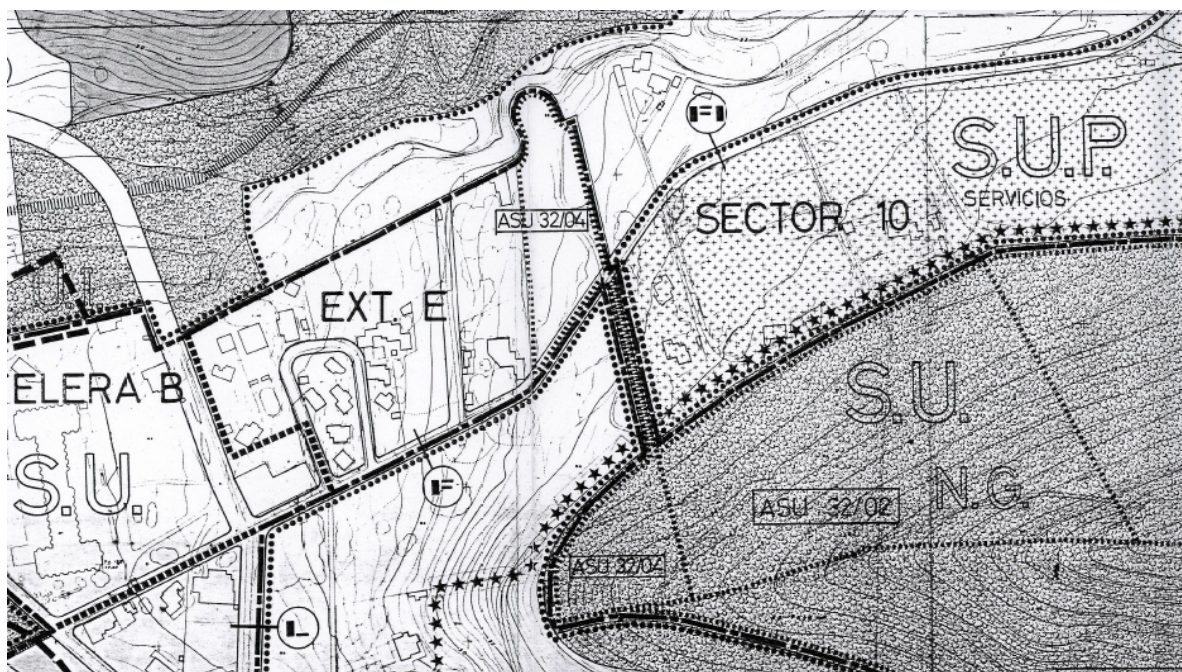 S.U.P.
SERVICIOS
SECTOR 10
ASU 32/04
EXT. E
ELERA B
S.U.
S.U.
N.G.
ASU 32/02
ASU 32/04